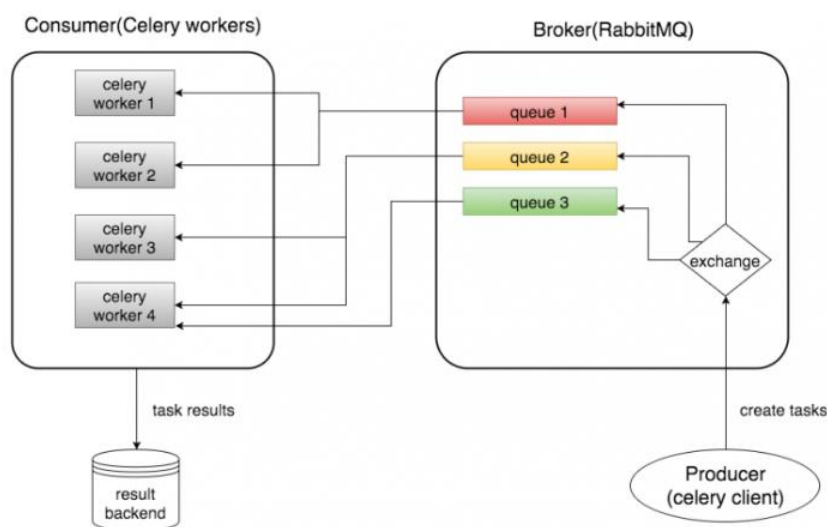 Consumer(Celery workers)
Broker(RabbitMQ)
celery
worker 1
celery
worker 2
celery
worker 3
celery
worker 4
queue 1
queue 2
queue 3
exchange
task results
create tasks
result
backend
Producer
(celery client)